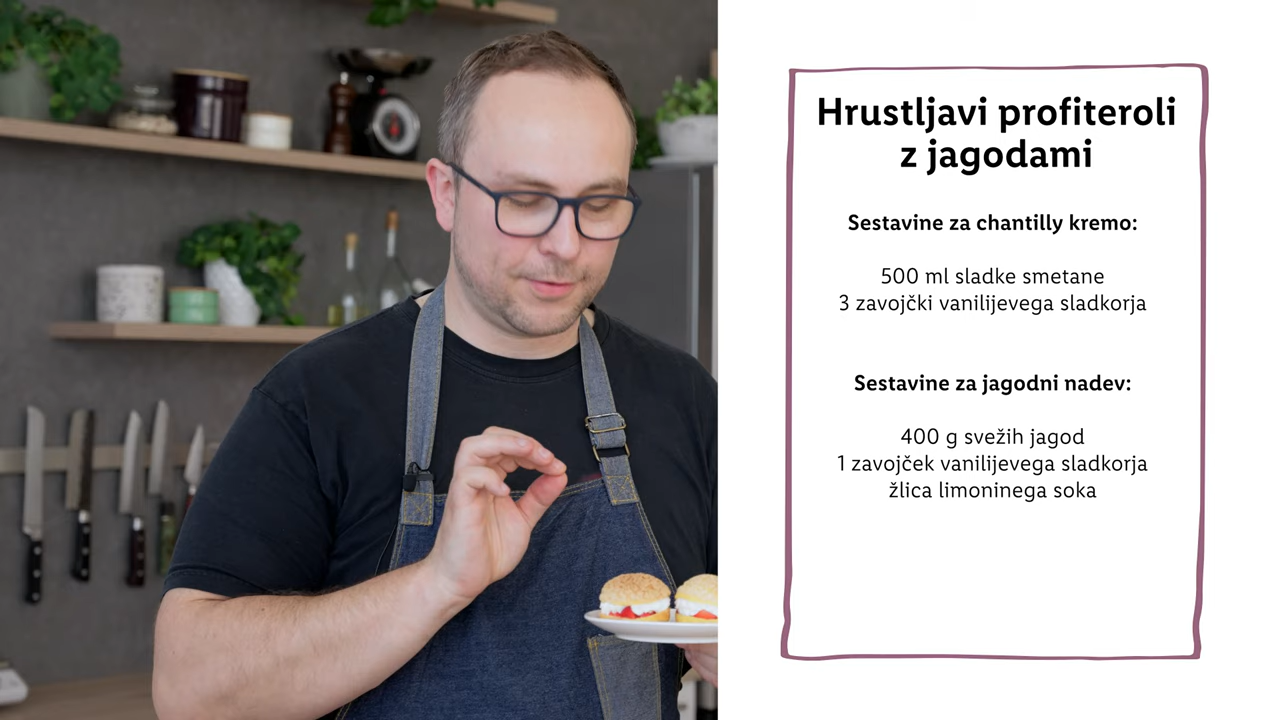 Hrustljavi profiteroli
z jagodami
Sestavine za chantilly kremo:
500 ml sladke smetane
3 zavojčki vanilijevega sladkorja
Sestavine za jagodni nadev:
400 g svežih jagod
1 zavojček vanilijevega sladkorja
žlica limoninega soka